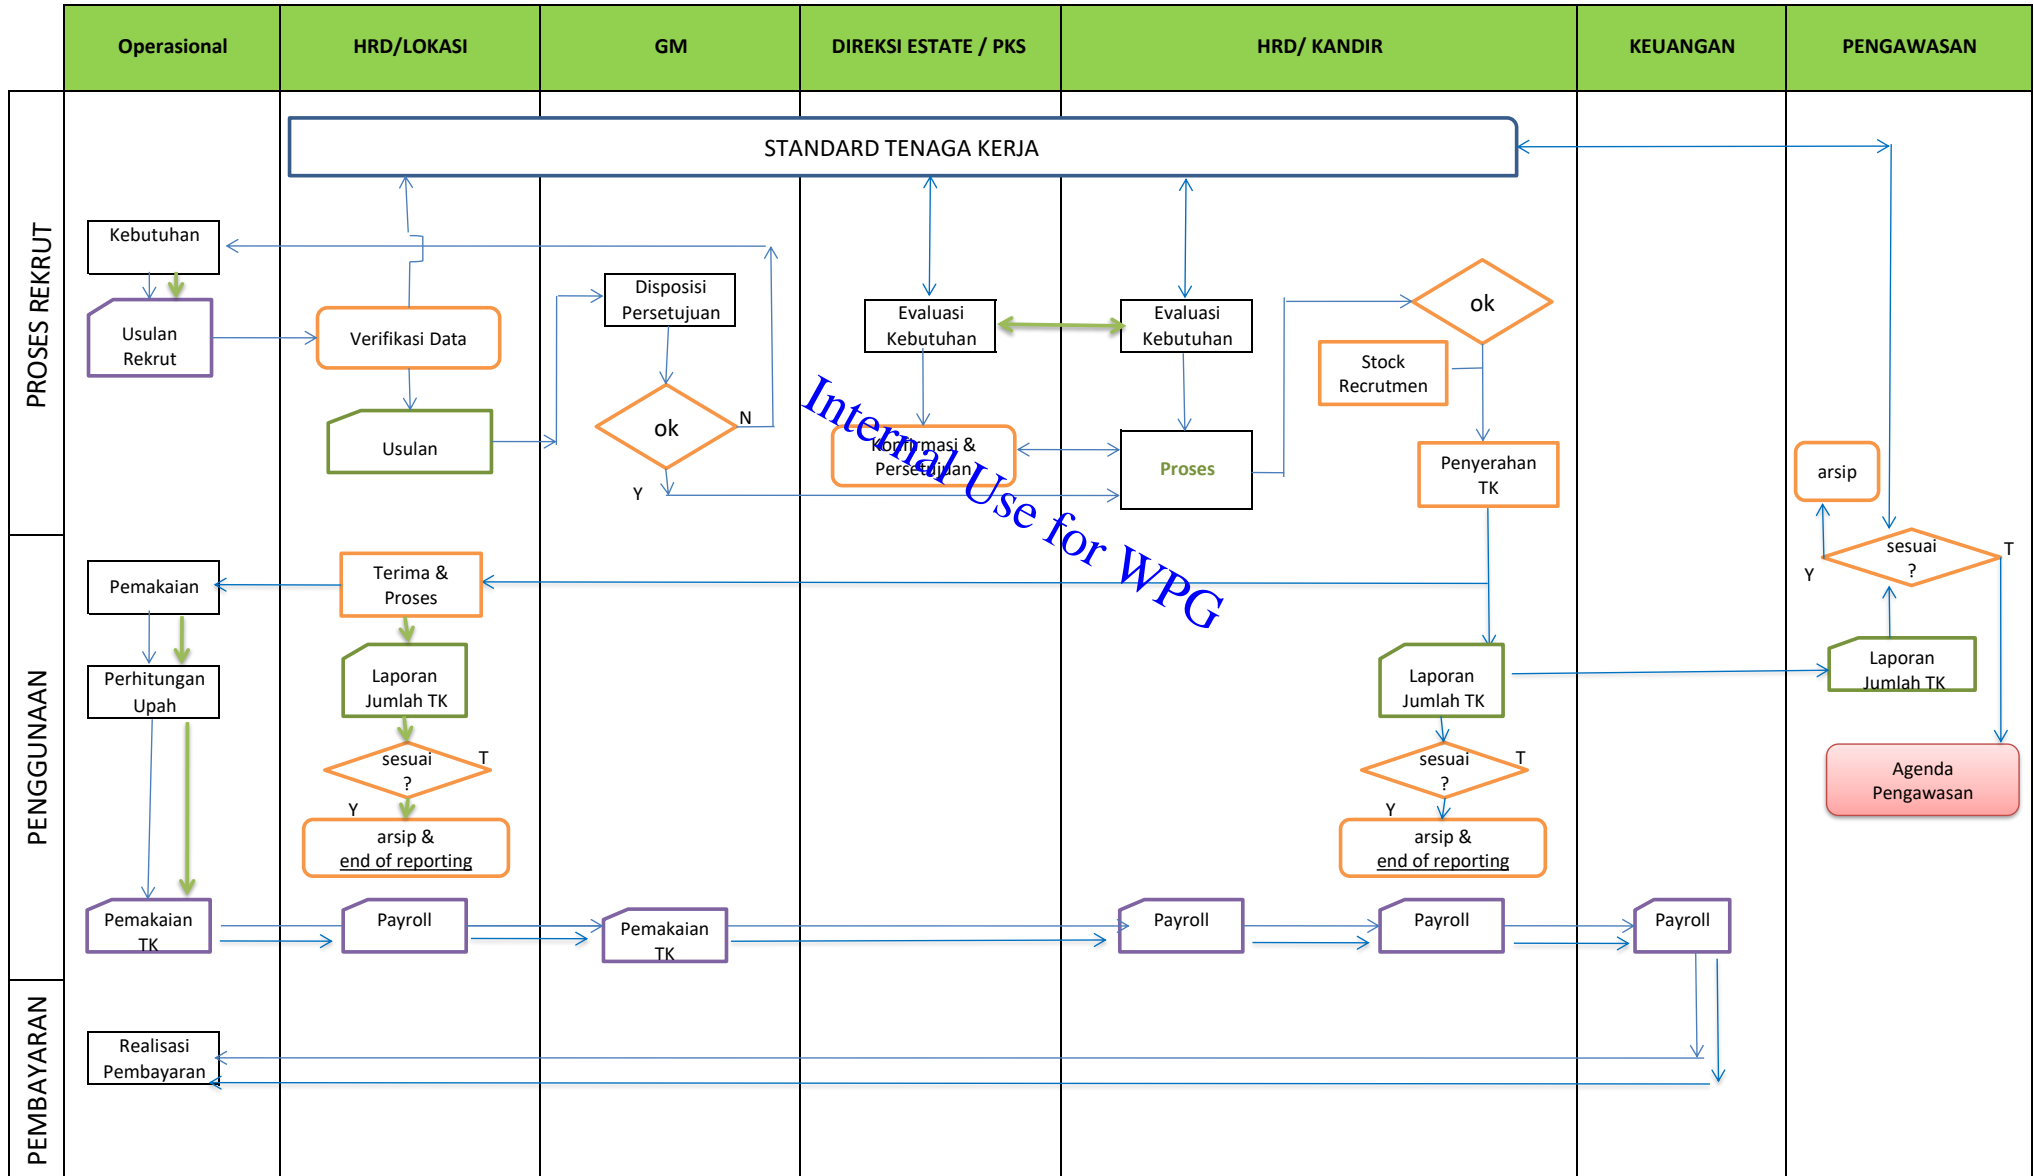 Operasional
HRD/LOKASI
GM
DIREKSI ESTATE / PKS
HRD/ KANDIR
KEUANGAN
PENGAWASAN
PROSES REKRUT
STANDARD TENAGA KERJA
Kebutuhan
Usulan
Rekrut
Verifikasi Data
Usulan
Disposisi
Persetujuan
ok
N
Y
Evaluasi
Kebutuhan
Konfirmasi &
Persetujuan
Evaluasi
Kebutuhan
Proses
ok
Stock
Recrutmen
Penyerahan
TK
arsip
sesuai
?
T
Y
Internal Use for WPG
PENGGUNAAN
Pemakaian
Terima &
Proses
Perhitungan
Upah
Laporan
Jumlah TK
sesuai
?
T
Y
arsip &
end of reporting
Laporan
Jumlah TK
sesuai
?
T
Y
arsip &
end of reporting
Laporan
Jumlah TK
Agenda
Pengawasan
Pemakaian
TK
Payroll
Pemakaian
TK
Payroll
Payroll
Payroll
PEMBAYARAN
Realisasi
Pembayaran